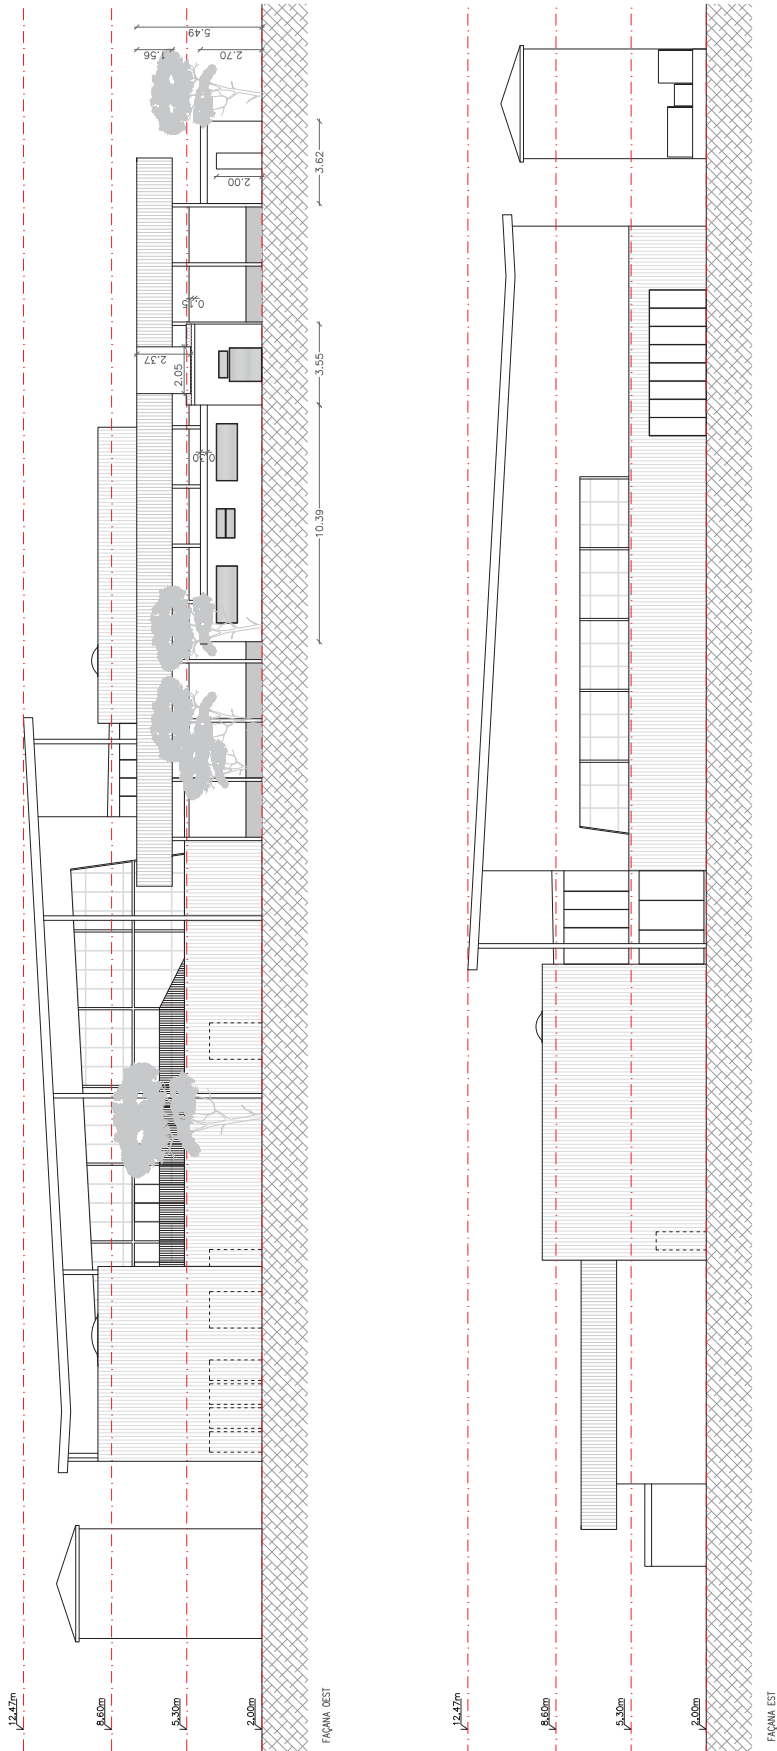 12.47m
8.60m
5.30m
2.00m
10.39
3.55
3.62
0.30
2.05
2.37
0.15
2.00
1.56
2.70
5.49
FAÇANA OEST
12.47m
8.60m
5.30m
2.00m
FAÇANA EST